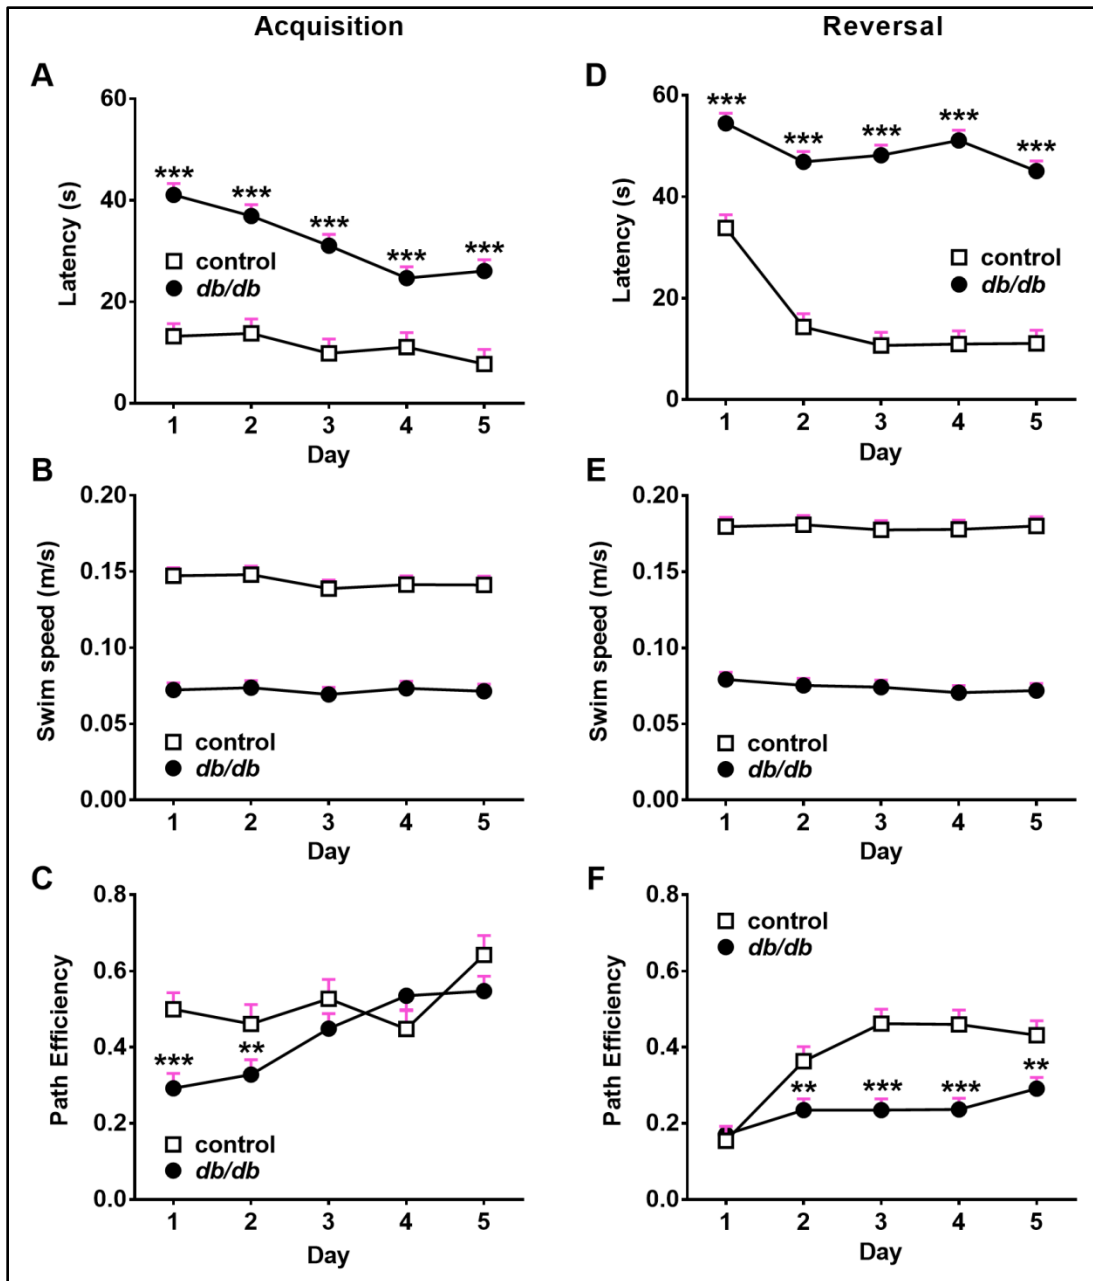 Acquisition
Reversal
A
60
40
20
0
Latency (s)
***
***
***
***
***
control
db/db
1 2 3 4 5
Day
D
60
40
20
0
Latency (s)
***
***
***
***
***
control
db/db
1 2 3 4 5
Day
B
0.20
0.15
0.10
0.05
0.00
Swim speed (m/s)
control
db/db
1 2 3 4 5
Day
E
0.20
0.15
0.10
0.05
0.00
Swim speed (m/s)
control
db/db
1 2 3 4 5
Day
C
0.8
0.6
0.4
0.2
0.0
Path Efficiency
***
**
control
db/db
1 2 3 4 5
Day
F
0.8
0.6
0.4
0.2
0.0
Path Efficiency
control
db/db
**
***
***
**
1 2 3 4 5
Day